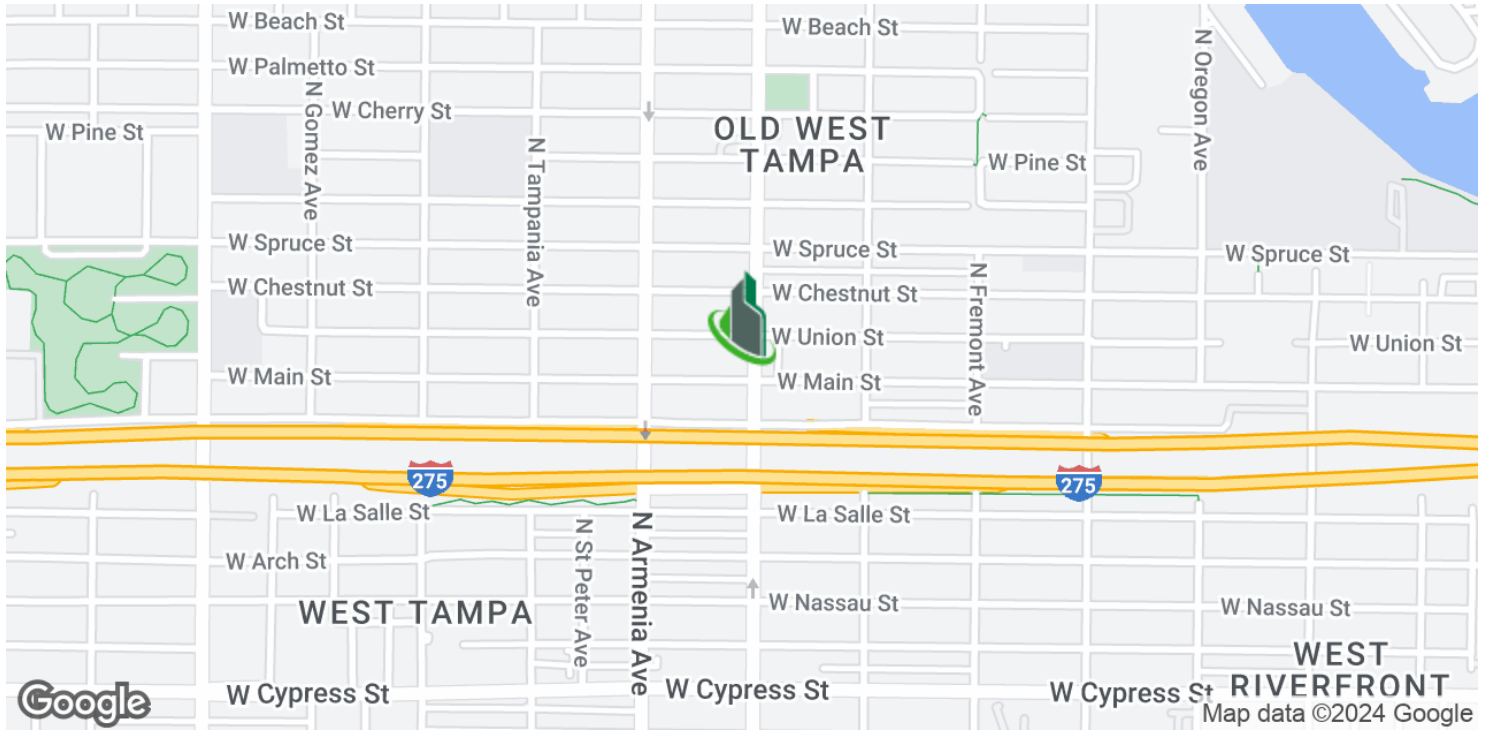 W Beach St
W Beach St
W Palmetto St
N Gomez Ave
W Cherry St
N Oregon Ave
W Pine St
OLD WEST
TAMPA
N Tampania Ave
W Pine St
W Spruce St
W Spruce St
W Spruce St
W Chestnut St
W Chestnut St
N Fremont Ave
W Union St
W Union St
W Main St
W Main St
275
275
W La Salle St
W La Salle St
N St Peter Ave
N Armenia Ave
W Arch St
WEST TAMPA
W Nassau St
W Nassau St
WEST
RIVERFRONT
W Cypress St
W Cypress St
W Cypress St
Google
Map data ©2024 Google